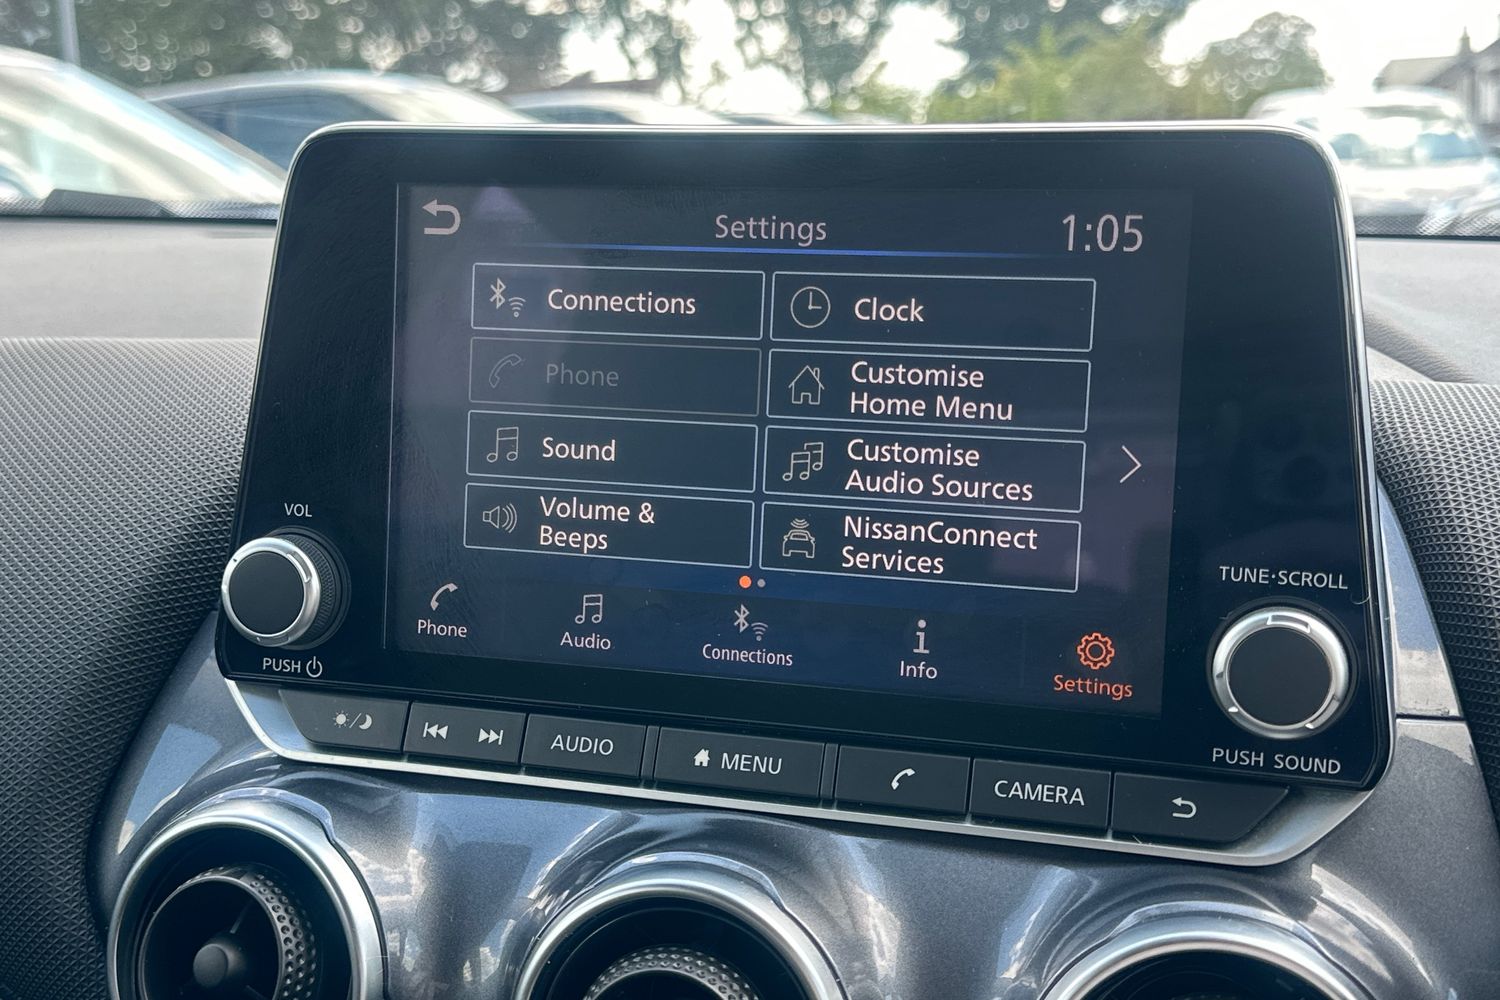 Settings
1:05
Connections
Clock
Phone
Customise
Home Menu
Sound
Customise
Audio Sources
Volume &
Beeps
NissanConnect
Services
Phone
Audio
Connections
Info
Settings
VOL
PUSH
TUNE·SCROLL
PUSH SOUND
AUDIO
MENU
CAMERA